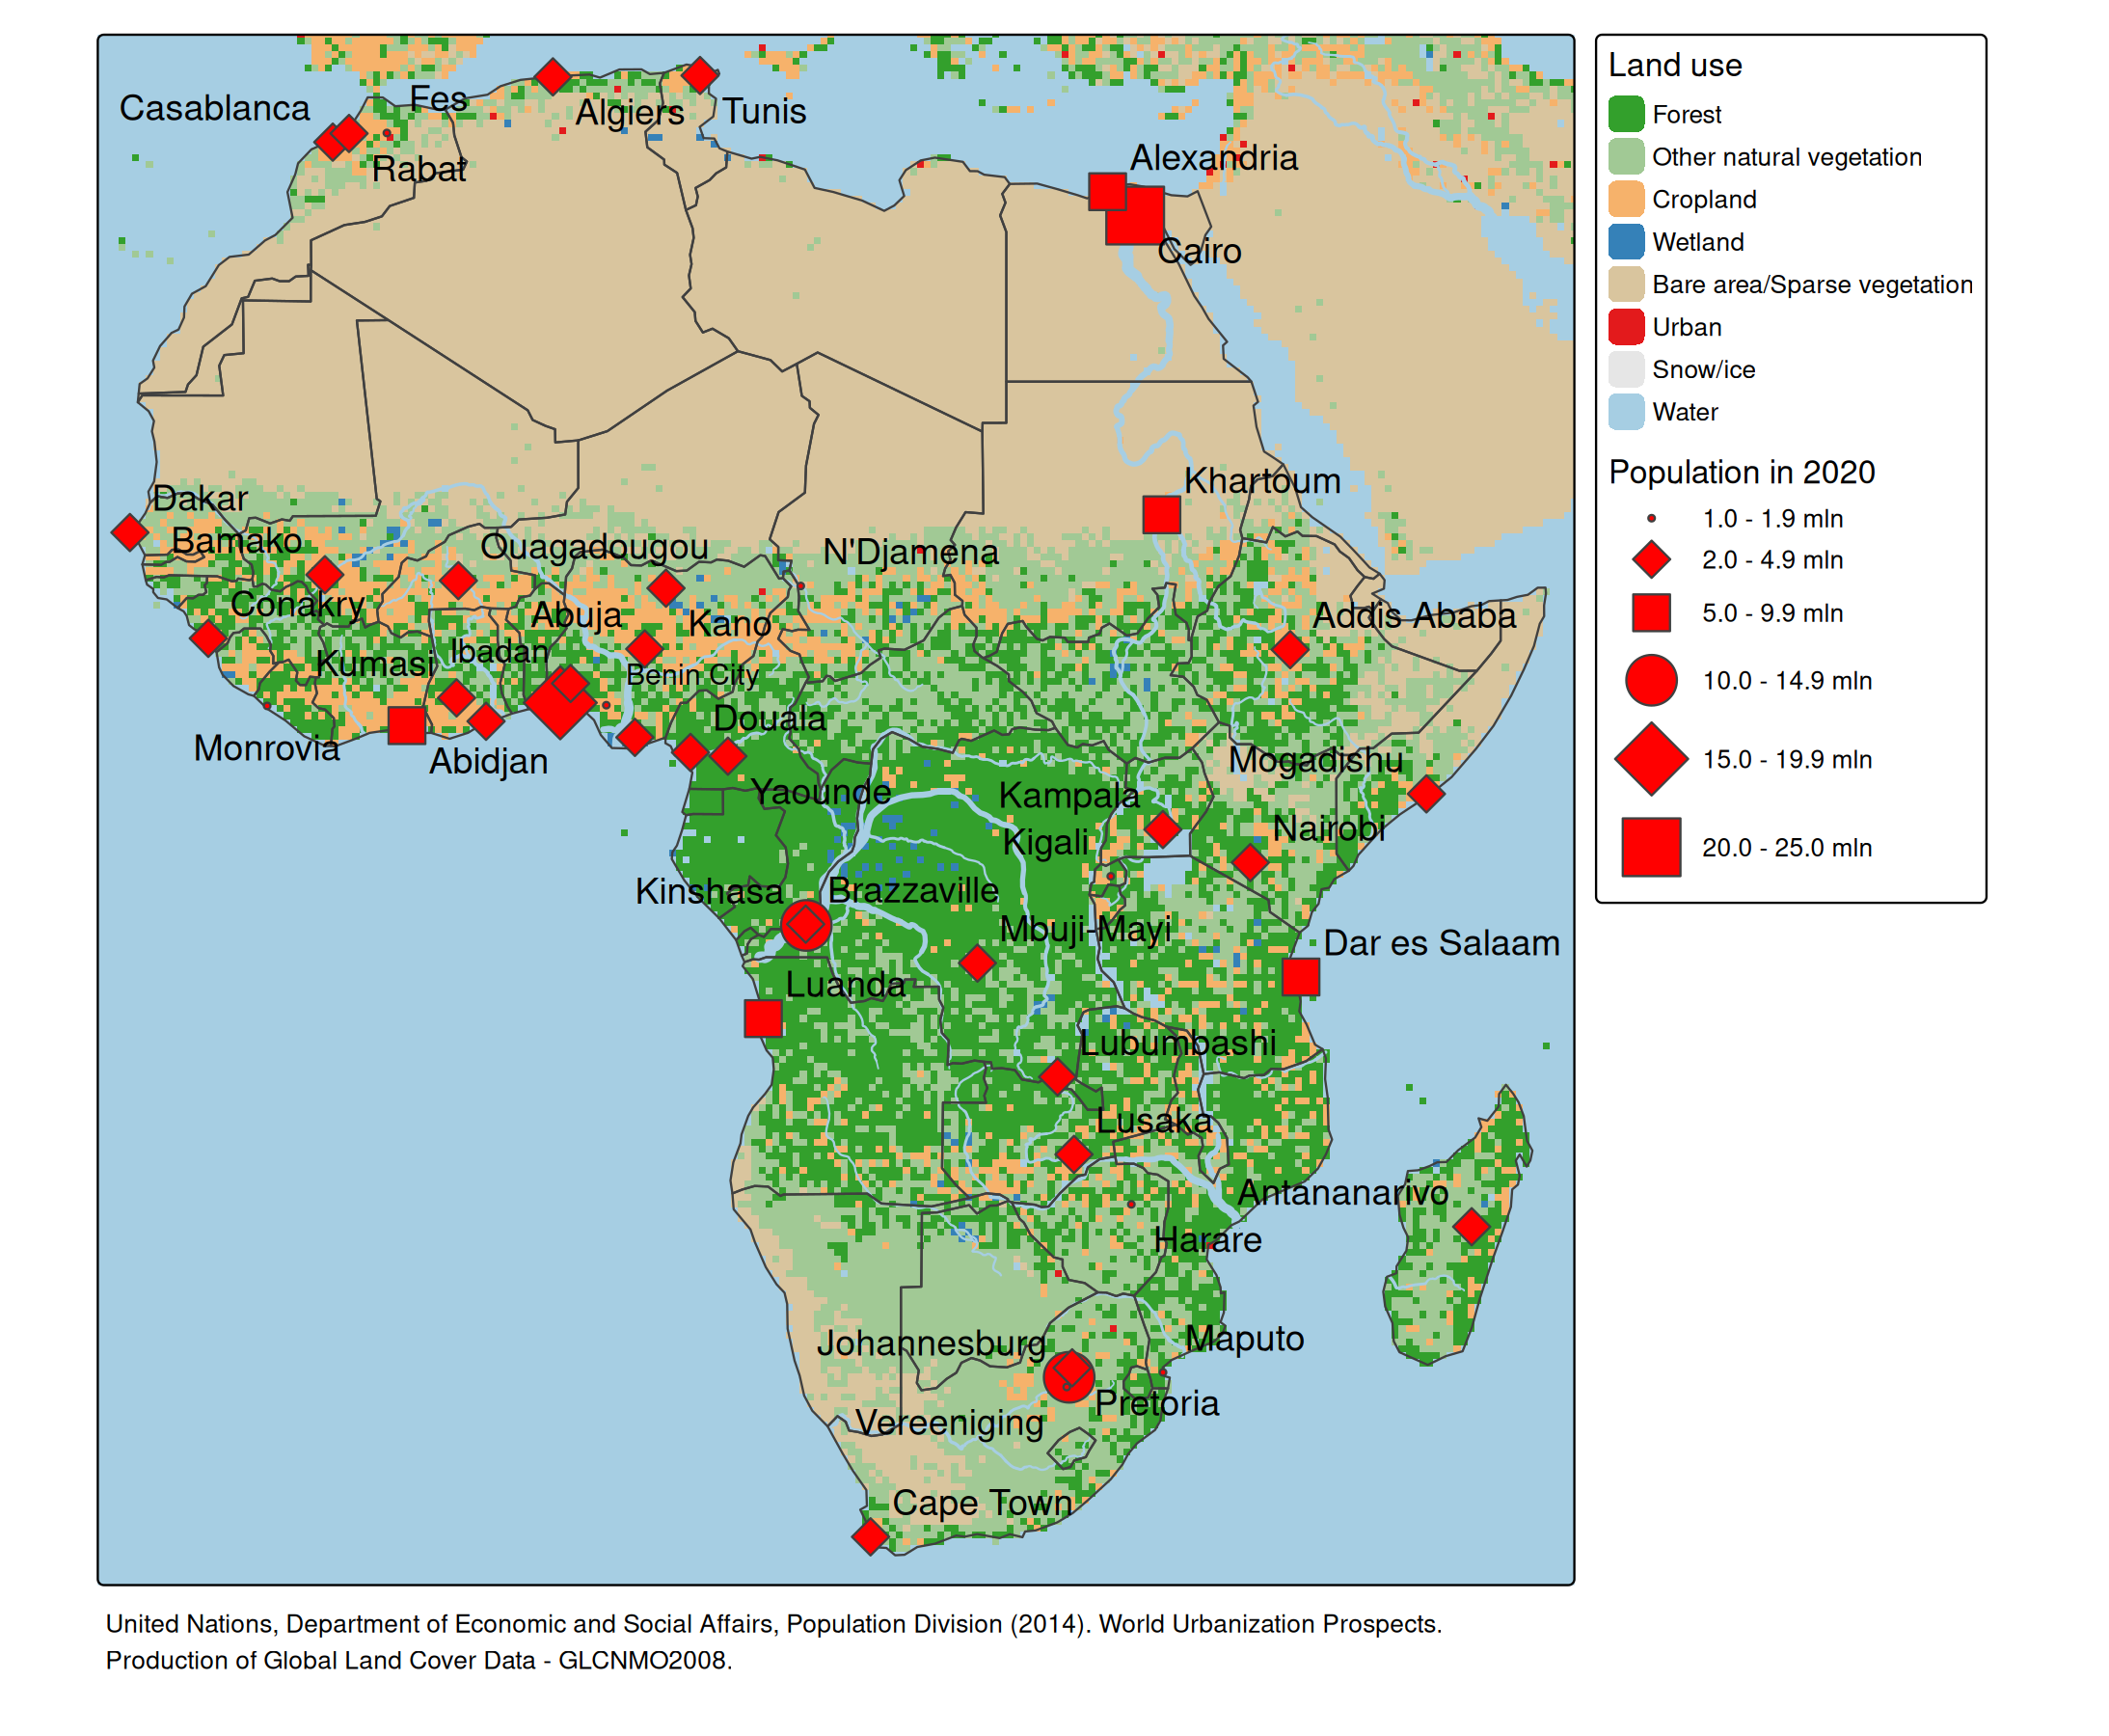 Casablanca
Fes
Algiers
Tunis
Rabat
Alexandria
Cairo
Khartoum
Dakar
Bamako
Ouagadougou
N'Djamena
Conakry
Abuja
Kano
Addis Ababa
Kumasi
Ibadan
Benin City
Douala
Monrovia
Abidjan
Mogadishu
Yaounde
Kampala
Kigali
Nairobi
Kinshasa
Brazzaville
Mbuji-Mayi
Dar es Salaam
Luanda
Lubumbashi
Lusaka
Antananarivo
Harare
Johannesburg
Maputo
Pretoria
Vereeniging
Cape Town
Land use
Forest
Other natural vegetation
Cropland
Wetland
Bare area/Sparse vegetation
Urban
Snow/ice
Water
Population in 2020
1.0 - 1.9 mln
2.0 - 4.9 mln
5.0 - 9.9 mln
10.0 - 14.9 mln
15.0 - 19.9 mln
20.0 - 25.0 mln
United Nations, Department of Economic and Social Affairs, Population Division (2014). World Urbanization Prospects.
Production of Global Land Cover Data - GLCNMO2008.